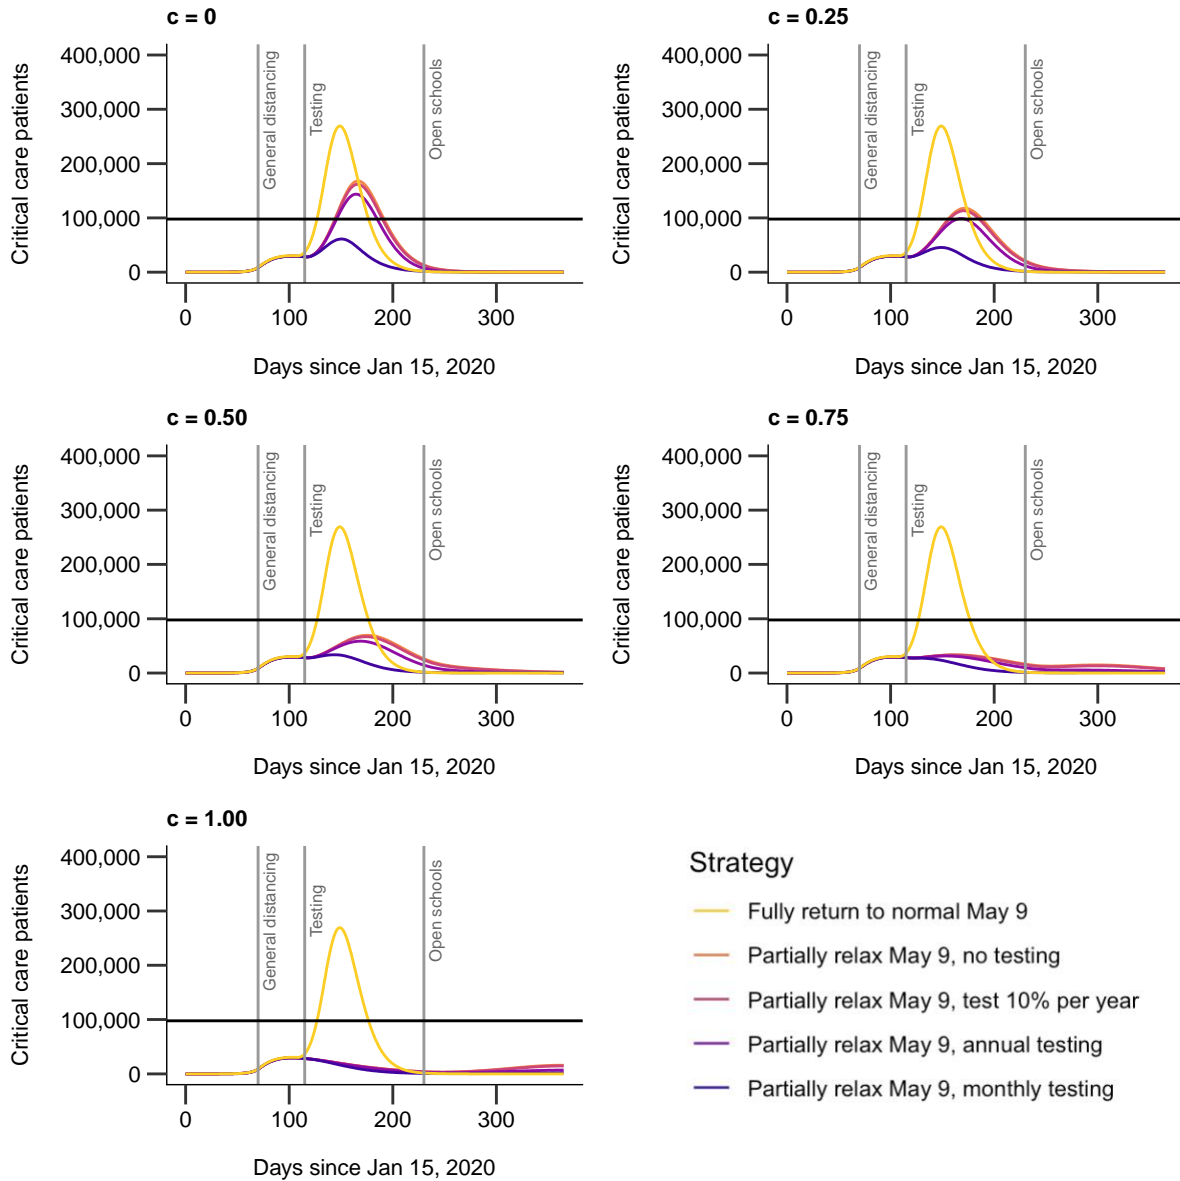 c = 0
400,000
300,000
200,000
100,000
0
Critical care patients
General distancing
Testing
Open schools
0
100
200
300
Days since Jan 15, 2020
c = 0.25
400,000
300,000
200,000
100,000
0
Critical care patients
General distancing
Testing
Open schools
0
100
200
300
Days since Jan 15, 2020
c = 0.50
400,000
300,000
200,000
100,000
0
Critical care patients
General distancing
Testing
Open schools
0
100
200
300
Days since Jan 15, 2020
c = 0.75
400,000
300,000
200,000
100,000
0
Critical care patients
General distancing
Testing
Open schools
0
100
200
300
Days since Jan 15, 2020
c = 1.00
400,000
300,000
200,000
100,000
0
Critical care patients
General distancing
Testing
Open schools
0
100
200
300
Days since Jan 15, 2020
Strategy
Fully return to normal May 9
Partially relax May 9, no testing
Partially relax May 9, test 10% per year
Partially relax May 9, annual testing
Partially relax May 9, monthly testing